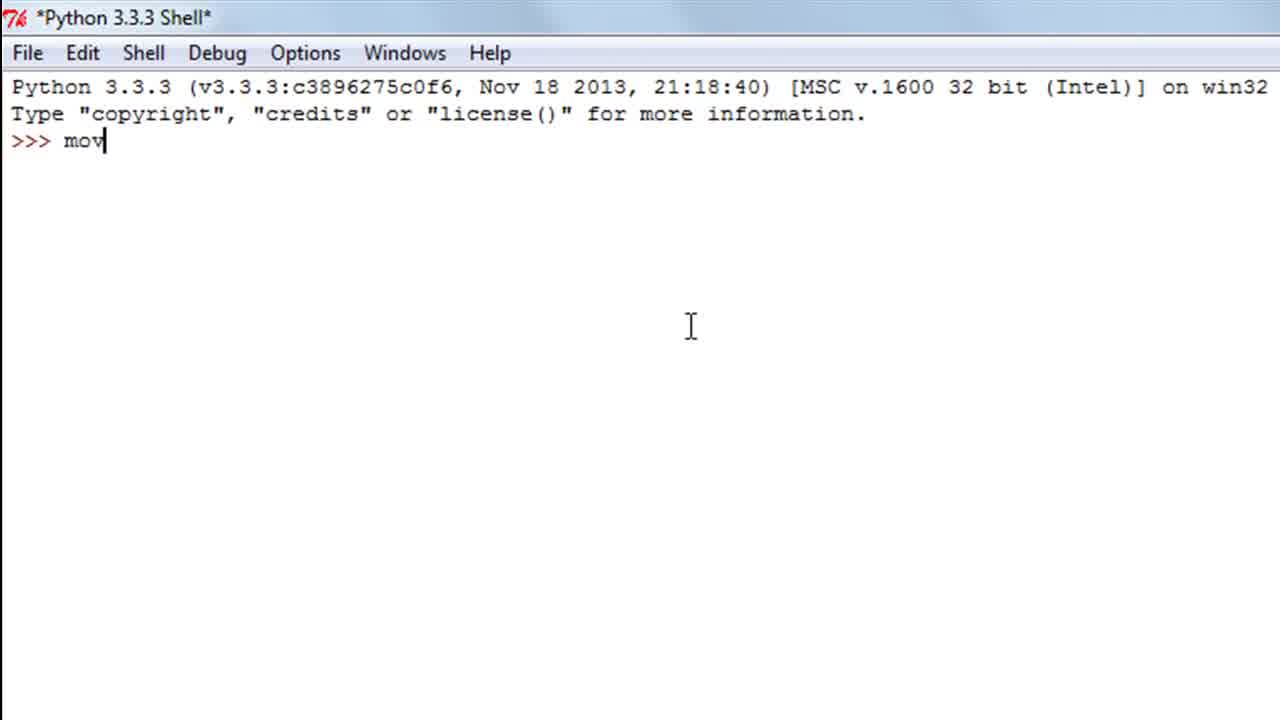 *Python 3.3.3 Shell*
File Edit Shell Debug Options Windows Help
Python 3.3.3 (v3.3.3:c3896275c0f6, Nov 18 2013, 21:18:40) [MSC v.1600 32 bit (Intel)] on win32
Type "copyright", "credits" or "license()" for more information.
>>> mov